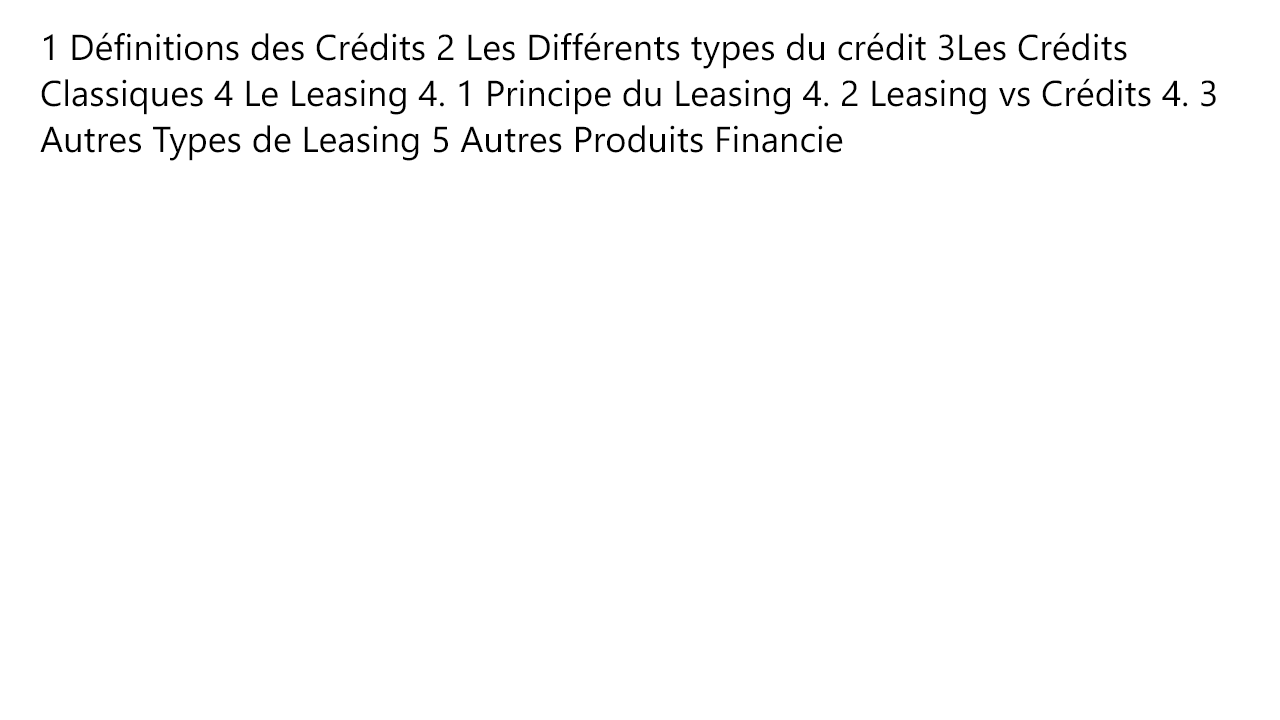 1 Définitions des Crédits 2 Les Différents types du crédit 3Les Crédits
Classiques 4 Le Leasing 4. 1 Principe du Leasing 4. 2 Leasing vs Crédits 4. 3
Autres Types de Leasing 5 Autres Produits Financie